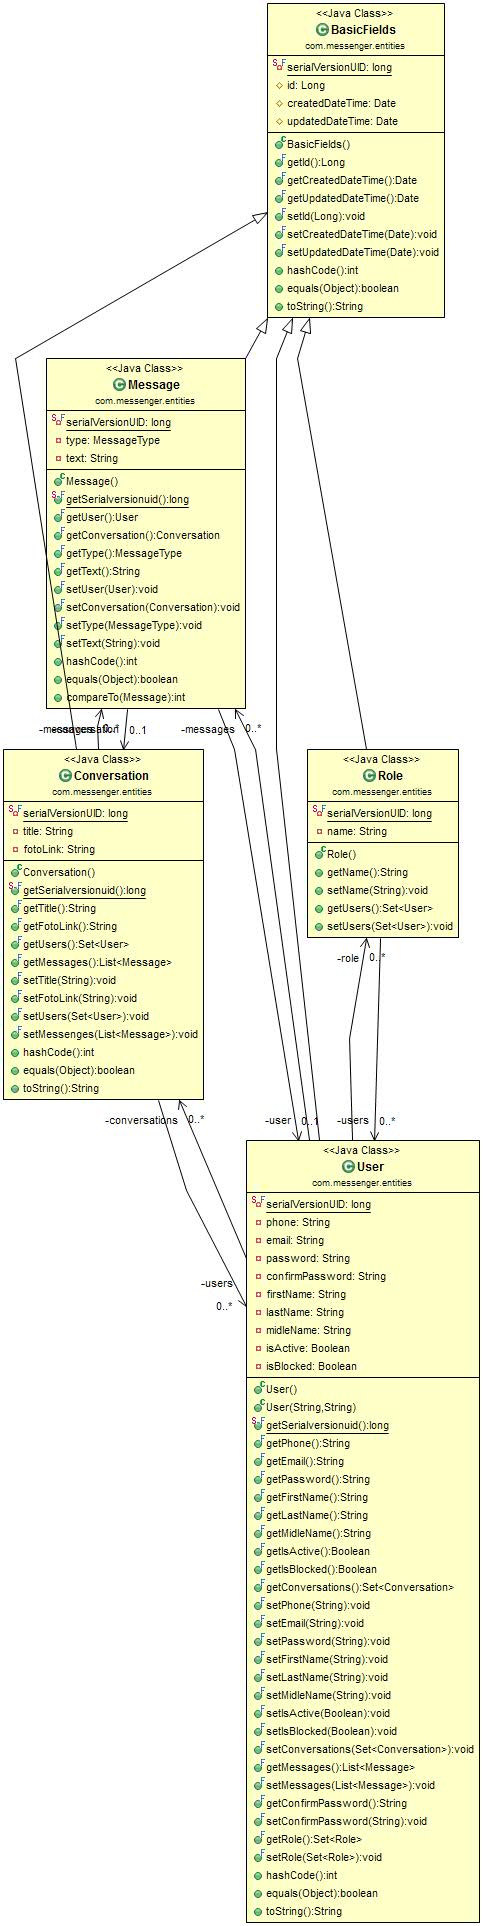 <<Java Class>>
BasicFields
com.messenger.entities
serialVersionUID: long
id: Long
createdDateTime: Date
updatedDateTime: Date
BasicFields()
getId():Long
getCreatedDateTime():Date
getUpdatedDateTime():Date
setId(Long):void
setCreatedDateTime(Date):void
setUpdatedDateTime(Date):void
hashCode():int
equals(Object):boolean
toString():String
<<Java Class>>
Message
com.messenger.entities
serialVersionUID: long
type: MessageType
text: String
Message()
getSerialversionuid():long
getUser():User
getConversation():Conversation
getType():MessageType
getText():String
setUser(User):void
setConversation(Conversation):void
setType(MessageType):void
setText(String):void
hashCode():int
equals(Object):boolean
compareTo(Message):int
0..* 0..1
-messages 0..*
<<Java Class>>
Conversation
com.messenger.entities
serialVersionUID: long
title: String
fotoLink: String
Conversation()
getSerialversionuid():long
getTitle():String
getFotoLink():String
getUsers():Set<User>
getMessages():List<Message>
setTitle(String):void
setFotoLink(String):void
setUsers(Set<User>):void
setMessenges(List<Message>):void
hashCode():int
equals(Object):boolean
toString():String
<<Java Class>>
Role
com.messenger.entities
serialVersionUID: long
name: String
Role()
getName():String
setName(String):void
getUsers():Set<User>
setUsers(Set<User>):void
-role 0..*
-conversations 0..*
-user 0..1
-users 0..*
-users
0..*
<<Java Class>>
User
com.messenger.entities
serialVersionUID: long
phone: String
email: String
password: String
confirmPassword: String
firstName: String
lastName: String
midleName: String
isActive: Boolean
isBlocked: Boolean
User()
User(String,String)
getSerialversionuid():long
getPhone():String
getEmail():String
getPassword():String
getFirstName():String
getLastName():String
getMidleName():String
getIsActive():Boolean
getIsBlocked():Boolean
getConversations():Set<Conversation>
setPhone(String):void
setEmail(String):void
setPassword(String):void
setFirstName(String):void
setLastName(String):void
setMidleName(String):void
setIsActive(Boolean):void
setIsBlocked(Boolean):void
setConversations(Set<Conversation>):void
getMessages():List<Message>
setMessages(List<Message>):void
getConfirmPassword():String
setConfirmPassword(String):void
getRole():Set<Role>
setRole(Set<Role>):void
hashCode():int
equals(Object):boolean
toString():String